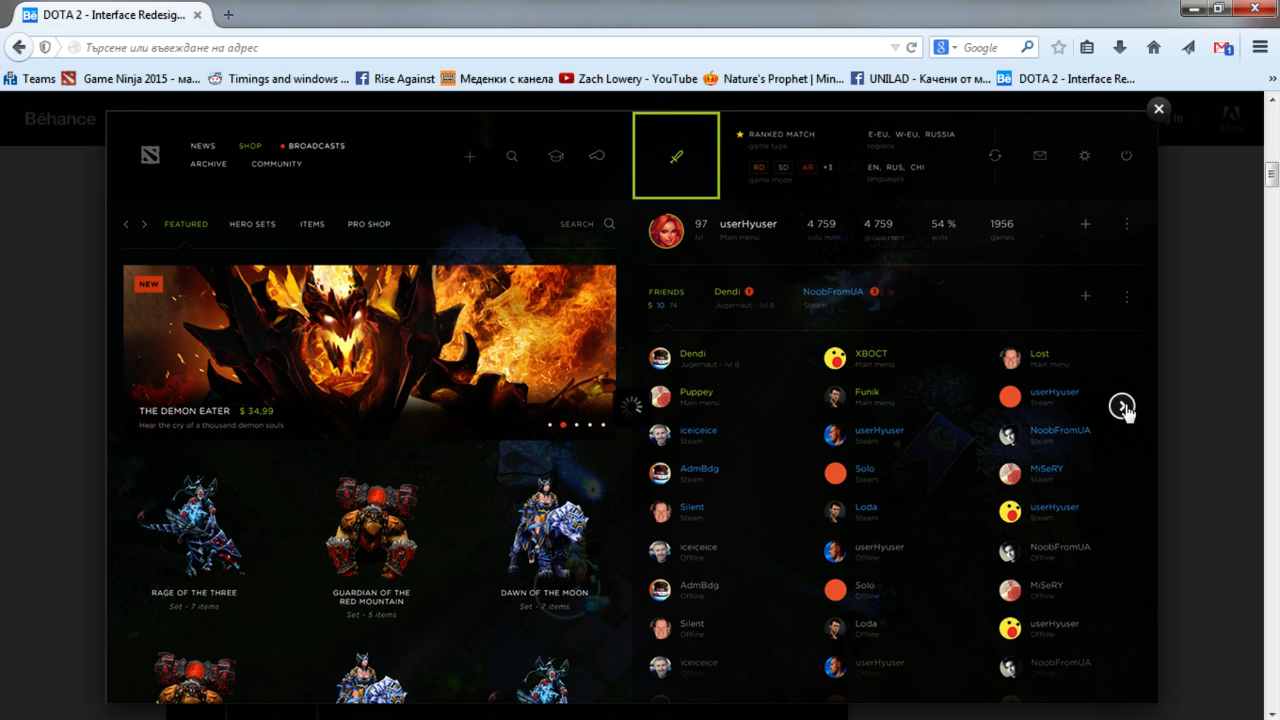 DOTA 2 - Interface Redesig...
Търсене или въвеждане на адрес
Google
Teams
Game Ninja 2015 - ма...
Timings and windows ...
Rise Against
Меденки с канела
Zach Lowery - YouTube
Nature's Prophet | Min...
UNILAD - Качени от м...
DOTA 2 - Interface Re...
Bēhance
In
NEWS SHOP BROADCASTS
ARCHIVE COMMUNITY
RANKED MATCH
game type
RD SD AR +3
game mode
E-EU, W-EU, RUSSIA
regions
EN, RUS, CHI
languages
FEATURED HERO SETS ITEMS PRO SHOP SEARCH
97 userHyuser 4 759 4 759 54 % 1956
lvl Main menu solo mmr group mmr wins games
NEW
THE DEMON EATER $ 34,99
Hear the cry of a thousand demon souls
FRIENDS Dendi 1 NoobFromUA 3
5 10 74 Jugernaut - lvl 8 Steam
Dendi XBOCT Lost
Jugernaut - lvl 8 Main menu Main menu
Puppey Funik userHyuser
Main menu Main menu Steam
iceiceice userHyuser NoobFromUA
Steam Steam Steam
AdmBdg Solo MiSeRY
Steam Steam Steam
Silent Loda userHyuser
Steam Steam Steam
iceiceice userHyuser NoobFromUA
Offline Offline Offline
AdmBdg Solo MiSeRY
Offline Offline Offline
Silent Loda userHyuser
Offline Offline Offline
iceiceice userHyuser NoobFromUA
Offline Offline Offline
RAGE OF THE THREE
Set - 7 items
GUARDIAN OF THE
RED MOUNTAIN
Set - 5 items
DAWN OF THE MOON
Set - 7 items